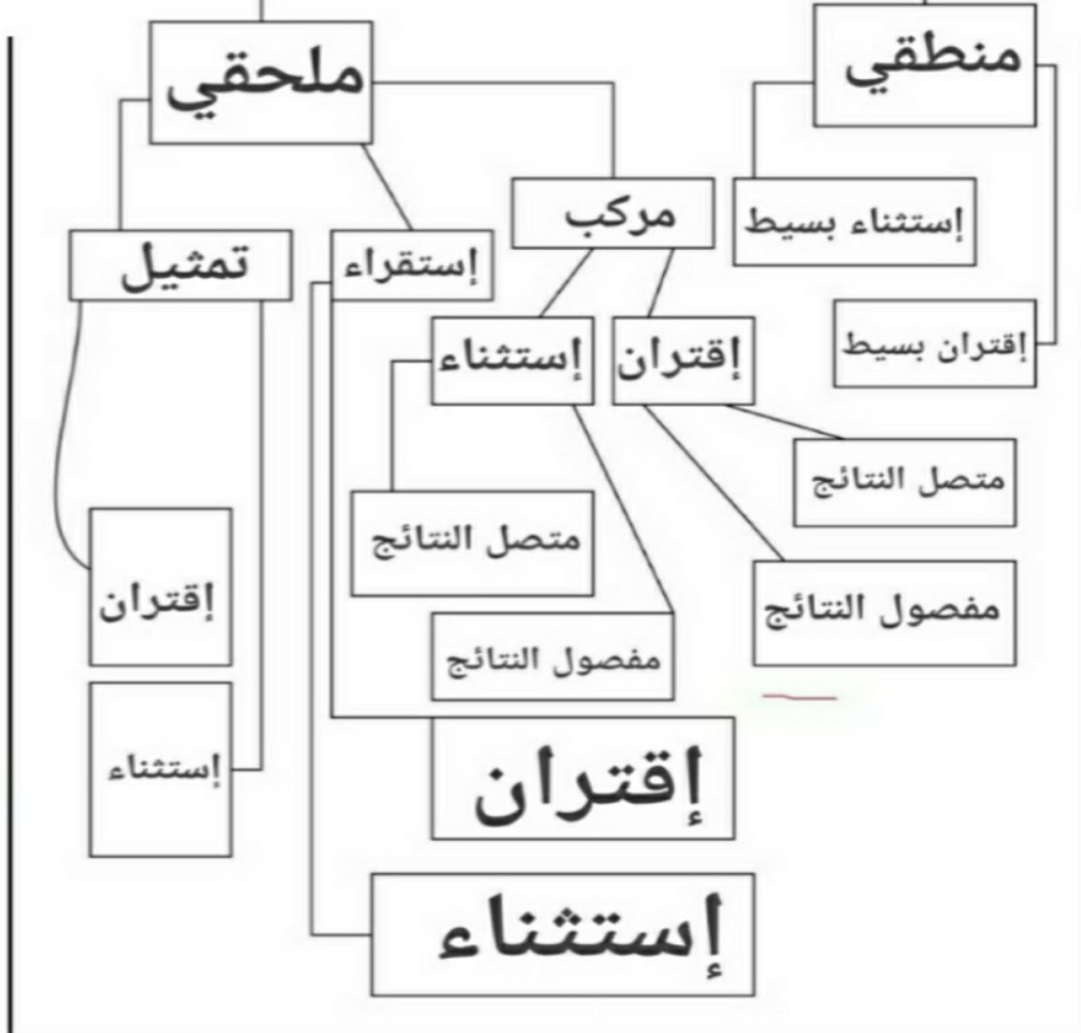 منطقي
ملحقي
إستثناء بسيط
مركب
إستقراء
تمثيل
إقتران بسيط
إقتران
إستثناء
متصل النتائج
متصل النتائج
مفصول النتائج
إقتران
مفصول النتائج
إقتران
إستثناء
إستثناء